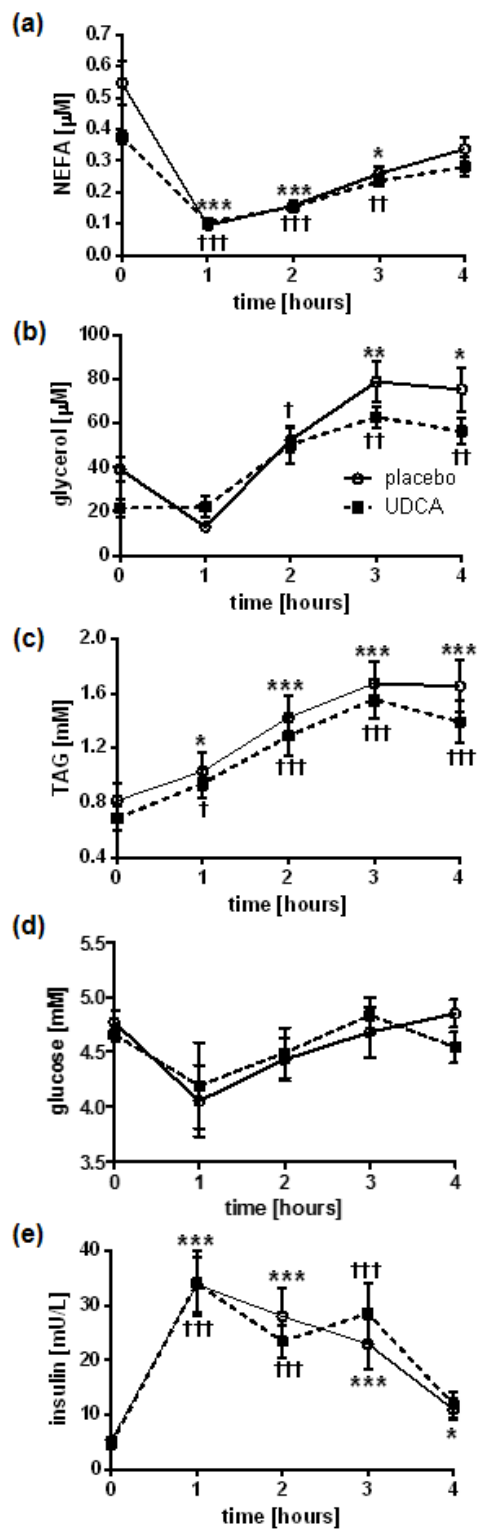 (a)
0.7
0.6
0.5
0.4
0.3
0.2
0.1
0.0
NEFA [µM]
*** *** *
††† ††† ††
0 1 2 3 4
time [hours]
(b)
100
80
60
40
20
0
glycerol [µM]
** *
†
†† ††
placebo
UDCA
0 1 2 3 4
time [hours]
(c)
2.0
1.6
1.2
0.8
0.4
TAG [mM]
* *** *** ***
† ††† ††† †††
0 1 2 3 4
time [hours]
(d)
5.5
5.0
4.5
4.0
3.5
glucose [mM]
0 1 2 3 4
time [hours]
(e)
40
30
20
10
0
insulin [mU/L]
*** *** †††
††† ††† *** *
0 1 2 3 4
time [hours]